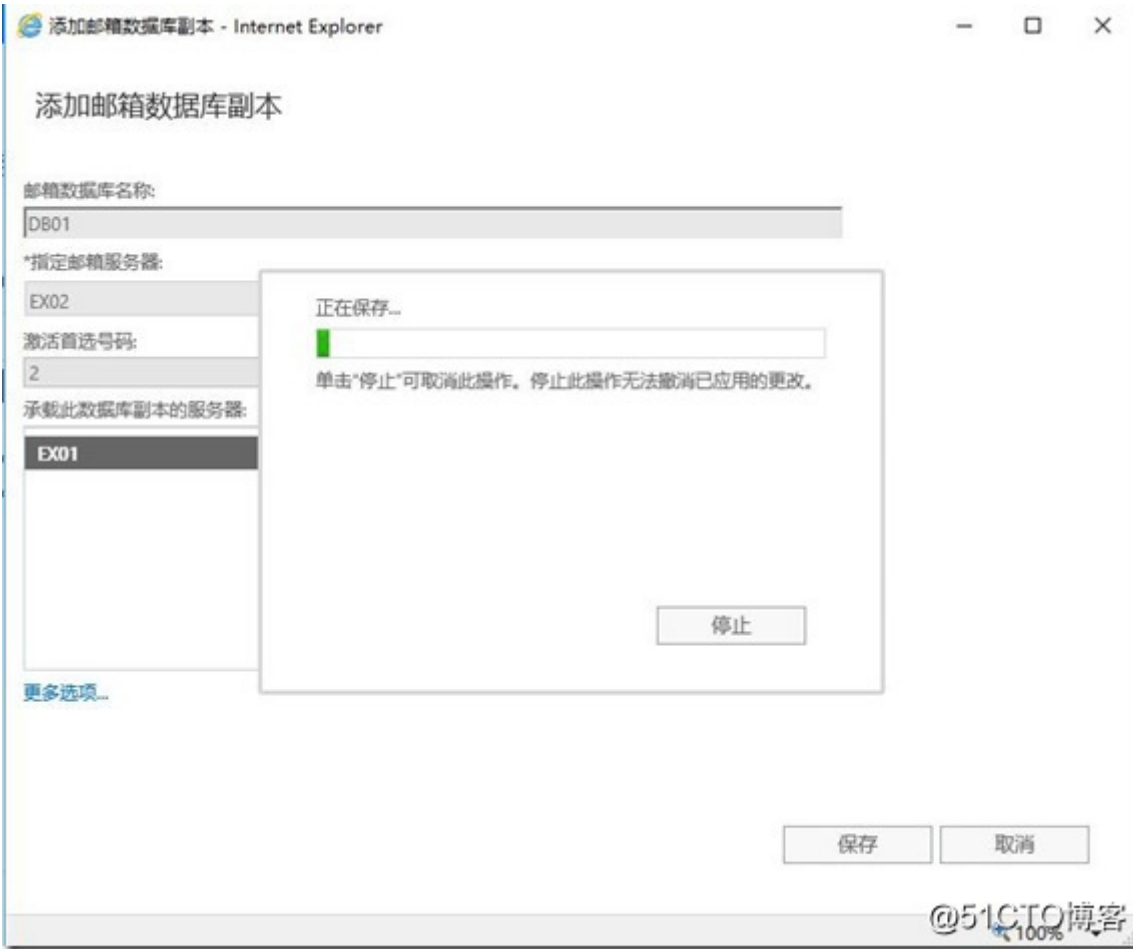 添加邮箱数据库副本 - Internet Explorer
添加邮箱数据库副本
邮箱数据库名称:
DB01
*指定邮箱服务器:
EX02
激活首选号码:
2
承载此数据库副本的服务器:
EX01
正在保存...
单击“停止”可取消此操作。停止此操作无法撤消已应用的更改。
停止
更多选项...
保存
取消
@51CTO博客
100%